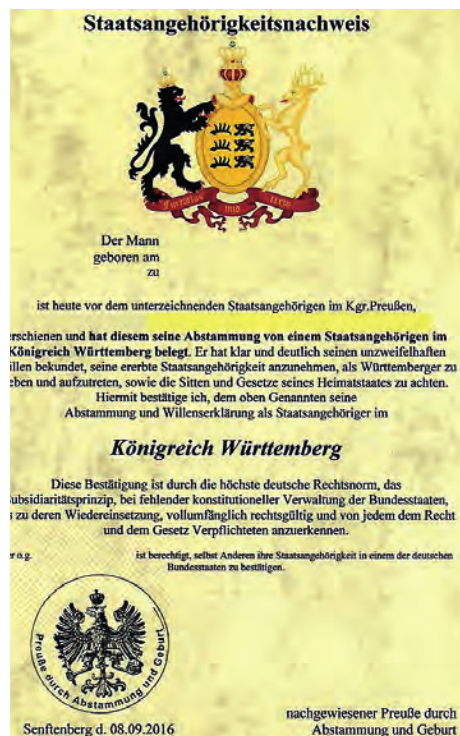 Staatsangehörigkeitsnachweis
Furchtlos und trew
Der Mann
geboren am
zu
ist heute vor dem unterzeichnenden Staatsangehörigen im Kgr.Preußen,
erschienen und hat diesem seine Abstammung von einem Staatsangehörigen im
Königreich Württemberg belegt. Er hat klar und deutlich seinen unzweifelhaften
illen bekundet, seine ererbte Staatsangehörigkeit anzunehmen, als Württemberger zu
eben und aufzutreten, sowie die Sitten und Gesetze seines Heimatstaates zu achten.
Hiermit bestätige ich, dem oben Genannten seine
Abstammung und Willenserklärung als Staatsangehöriger im
Königreich Württemberg
Diese Bestätigung ist durch die höchste deutsche Rechtsnorm, das
ubsidiaritätsprinzip, bei fehlender konstitutioneller Verwaltung der Bundesstaaten,
s zu deren Wiedereinsetzung, vollumfänglich rechtsgültig und von jedem dem Recht
und dem Gesetz Verpflichteten anzuerkennen.
er o.g. ist berechtigt, selbst Anderen ihre Staatsangehörigkeit in einem der deutschen
Bundesstaaten zu bestätigen.
Preuße durch Abstammung und Geburt
nachgewiesener Preuße durch
Senftenberg d. 08.09.2016 Abstammung und Geburt